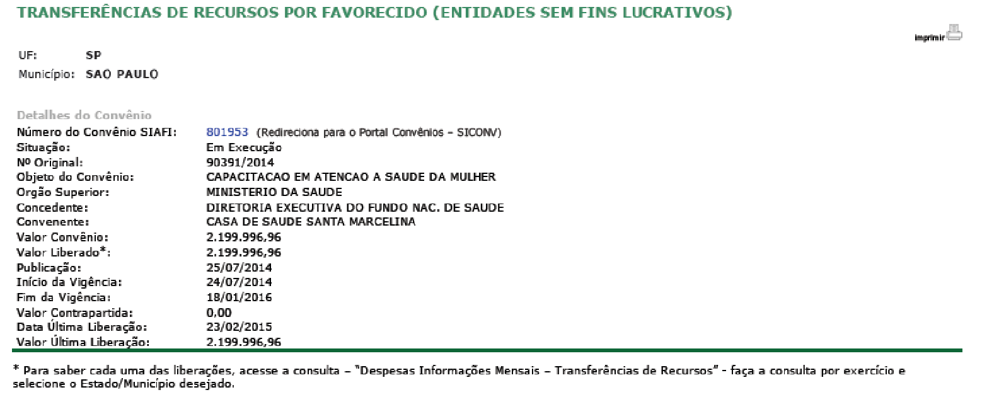 TRANSFERÊNCIAS DE RECURSOS POR FAVORECIDO (ENTIDADES SEM FINS LUCRATIVOS)
imprimir
UF: SP
Município: SAO PAULO
Detalhes do Convênio
Número do Convênio SIAFI: 801953 (Redireciona para o Portal Convênios – SICONV)
Situação: Em Execução
Nº Original: 90391/2014
Objeto do Convênio: CAPACITACAO EM ATENCAO A SAUDE DA MULHER
Orgão Superior: MINISTERIO DA SAUDE
Concedente: DIRETORIA EXECUTIVA DO FUNDO NAC. DE SAUDE
Convenente: CASA DE SAUDE SANTA MARCELINA
Valor Convênio: 2.199.996,96
Valor Liberado*: 2.199.996,96
Publicação: 25/07/2014
Início da Vigência: 24/07/2014
Fim da Vigência: 18/01/2016
Valor Contrapartida: 0,00
Data Última Liberação: 23/02/2015
Valor Última Liberação: 2.199.996,96
* Para saber cada uma das liberações, acesse a consulta – "Despesas Informações Mensais – Transferências de Recursos" - faça a consulta por exercício e
selecione o Estado/Município desejado.